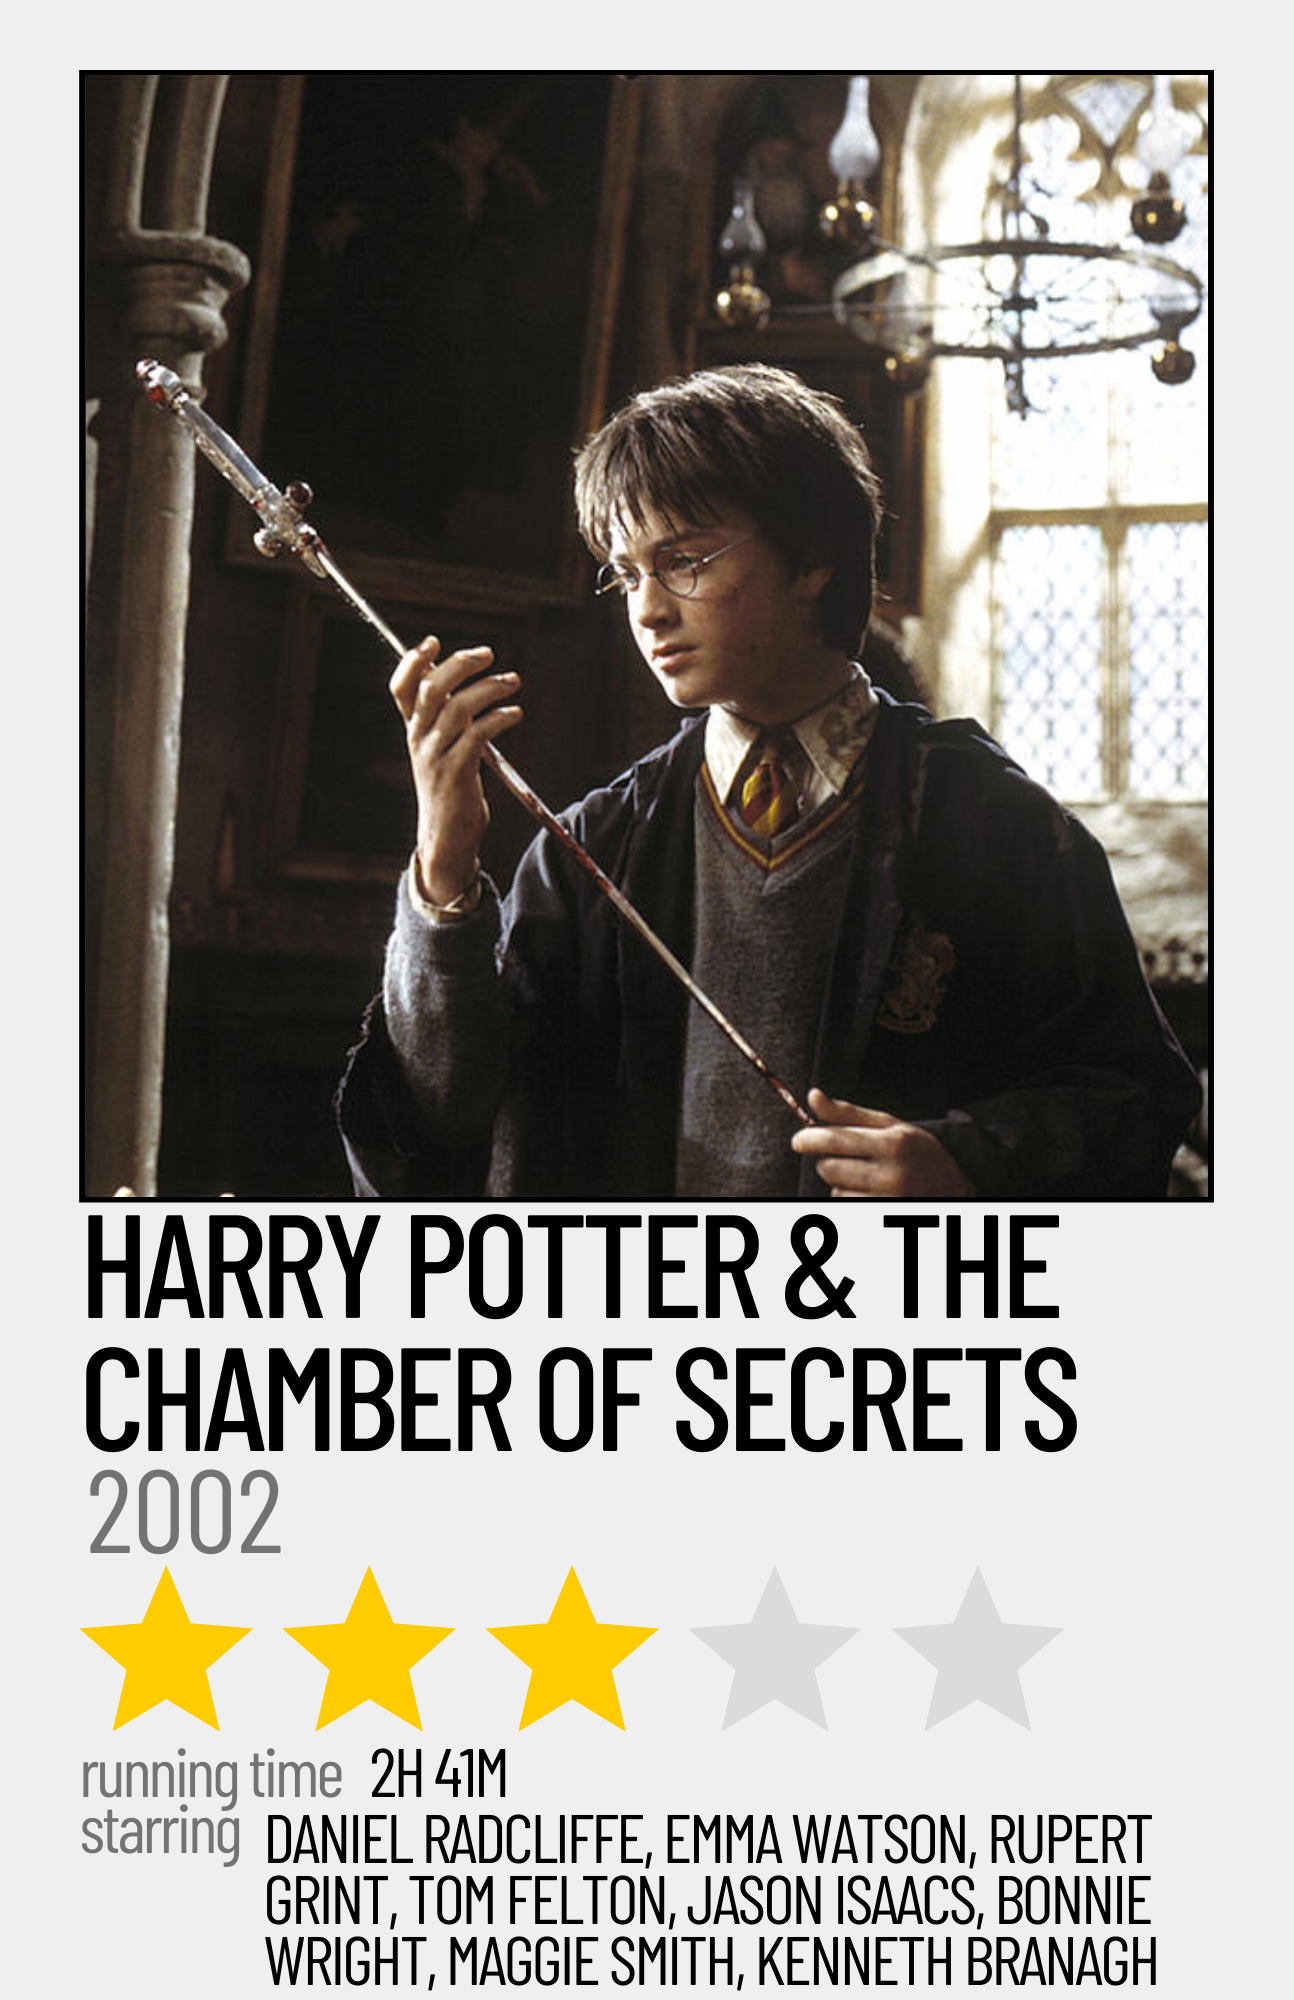 HARRY POTTER & THE
CHAMBER OF SECRETS
2002
running time 2H 41M
starring DANIEL RADCLIFFE, EMMA WATSON, RUPERT
GRINT, TOM FELTON, JASON ISAACS, BONNIE
WRIGHT, MAGGIE SMITH, KENNETH BRANAGH